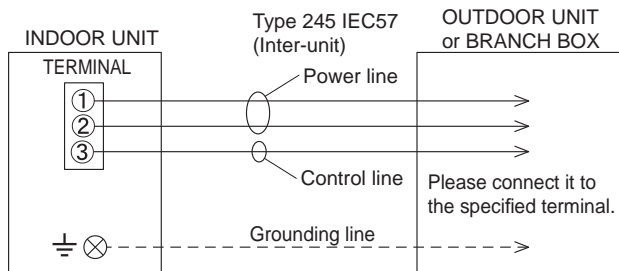 Type 245 IEC57
(Inter-unit)
OUTDOOR UNIT
or BRANCH BOX
INDOOR UNIT
TERMINAL
Power line
①
②
③
Control line
Please connect it to
the specified terminal.
Grounding line